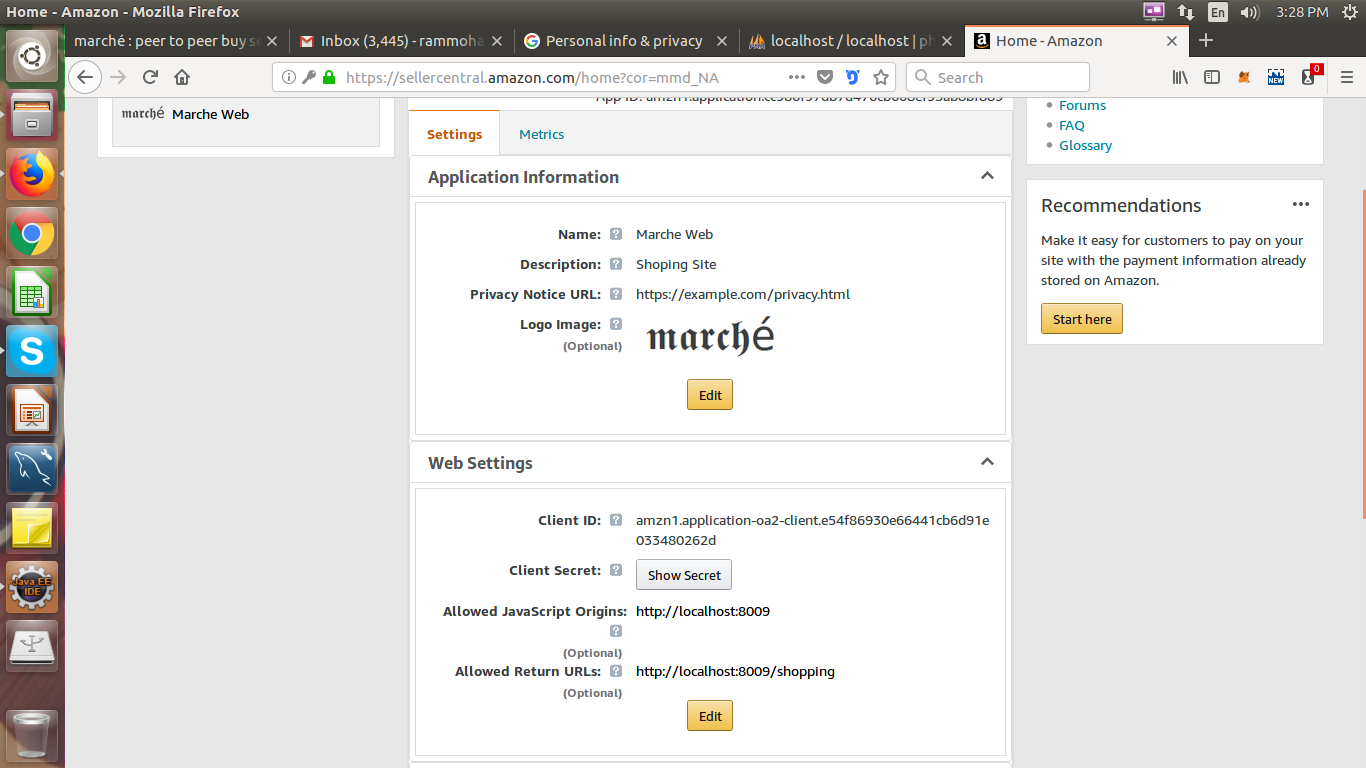 Home - Amazon - Mozilla Firefox
En
3:28 PM
marché : peer to peer buy se
Inbox (3,445) - rammoha
Personal info & privacy
localhost / localhost | ph
Home - Amazon
https://sellercentral.amazon.com/home?cor=mmd_NA
Search
NEW
0
marché Marche Web
Settings
Metrics
Application Information
Name: ? Marche Web
Description: ? Shoping Site
Privacy Notice URL: ? https://example.com/privacy.html
Logo Image: ? marché
(Optional)
Edit
Web Settings
Client ID: ? amzn1.application-oa2-client.e54f86930e66441cb6d91e
033480262d
Client Secret: ? Show Secret
Allowed JavaScript Origins: http://localhost:8009
?
(Optional)
Allowed Return URLs: ? http://localhost:8009/shopping
(Optional)
Edit
Forums
FAQ
Glossary
Recommendations
Make it easy for customers to pay on your
site with the payment information already
stored on Amazon.
Start here
S
Java EE
IDE